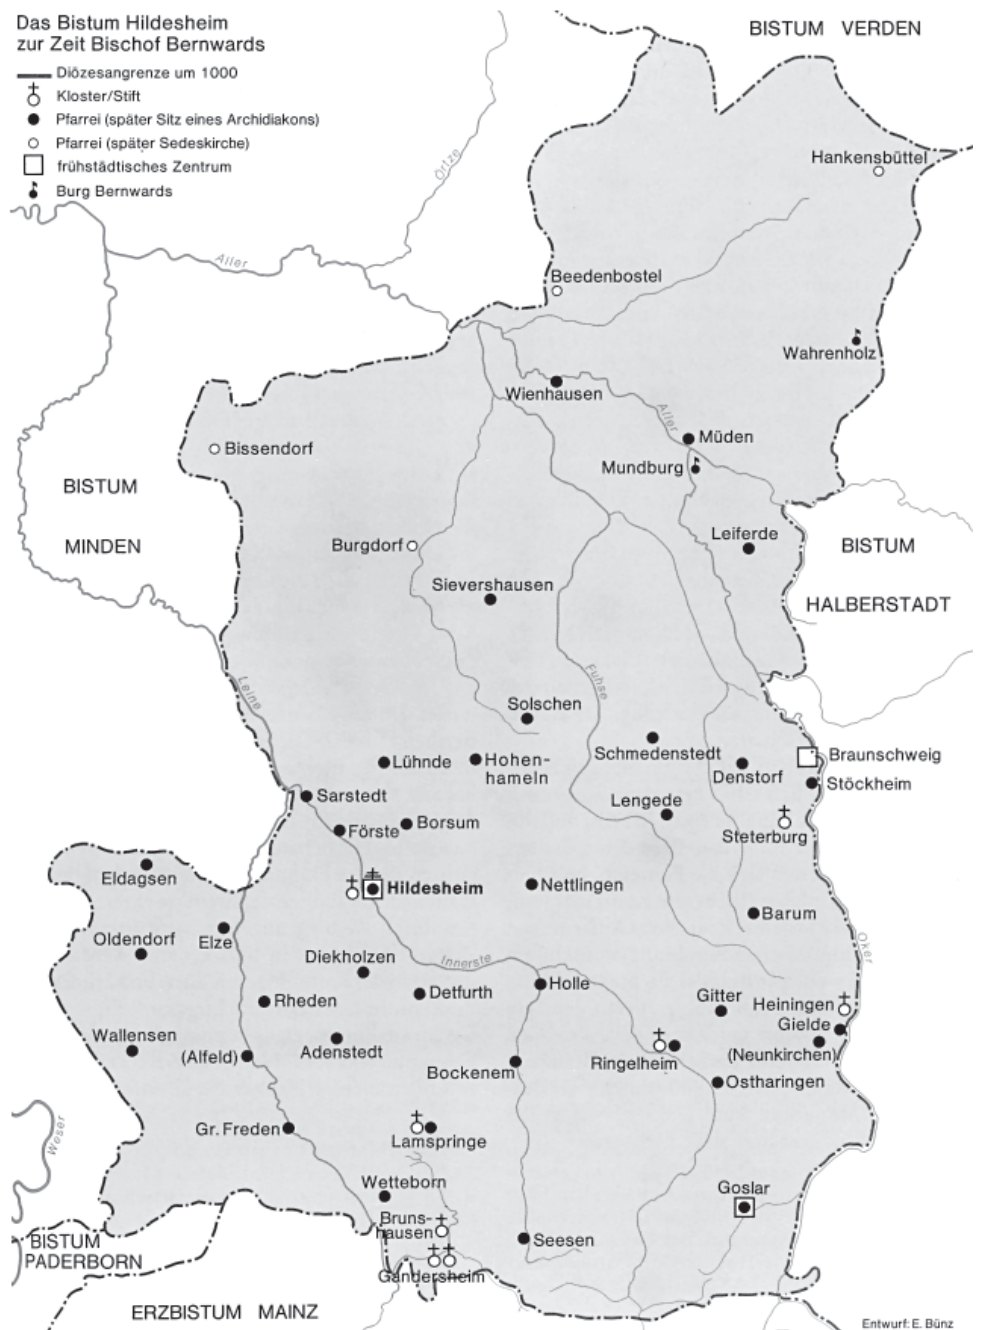 Das Bistum Hildesheim
zur Zeit Bischof Bernwards
Diözesangrenze um 1000
Kloster/Stift
Pfarrei (später Sitz eines Archidiakons)
Pfarrei (später Sedeskirche)
frühstädtisches Zentrum
Burg Bernwards
BISTUM VERDEN
Örtze
Hankensbüttel
Aller
Beedenbostel
Wahrenholz
Wienhausen
Aller
Müden
Bissendorf
Mundburg
BISTUM
MINDEN
Leiferde
Burgdorf
BISTUM
HALBERSTADT
Sievershausen
Leine
Fuhse
Solschen
Schmedenstedt
Braunschweig
Lühnde
Hohen-
hameln
Denstorf
Stöckheim
Sarstedt
Lengede
Förste
Borsum
Steterburg
Eldagsen
Hildesheim
Nettlingen
Barum
Oldendorf
Elze
Oker
Diekholzen
Innerste
Rheden
Detfurth
Holle
Gitter
Heiningen
Gielde
Wallensen
(Alfeld)
Adenstedt
Ringelheim
(Neunkirchen)
Bockenem
Ostharingen
Weser
Gr. Freden
Lamspringe
Wetteborn
Goslar
Bruns-
hausen
Seesen
BISTUM
PADERBORN
Gandersheim
ERZBISTUM MAINZ
Entwurf: E. Bünz